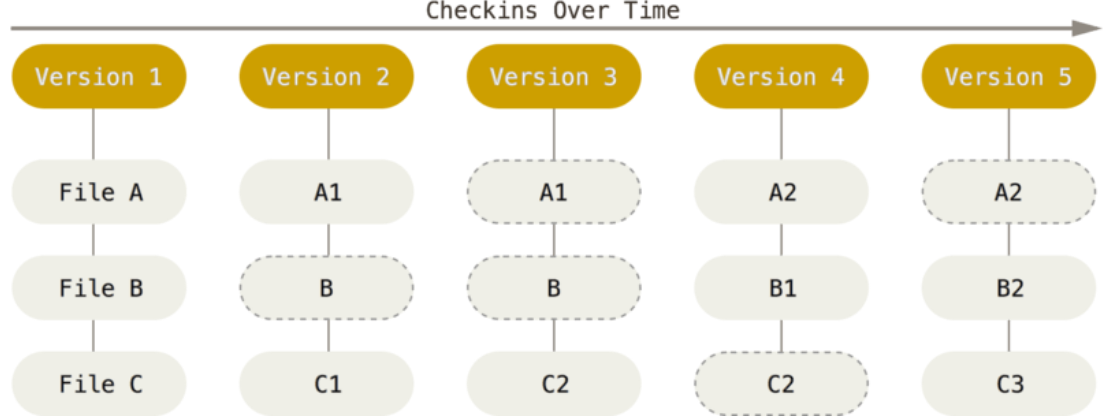 Checkins Over Time
Version 1 Version 2 Version 3 Version 4 Version 5
File A A1 A1 A2 A2
File B B B B1 B2
File C C1 C2 C2 C3